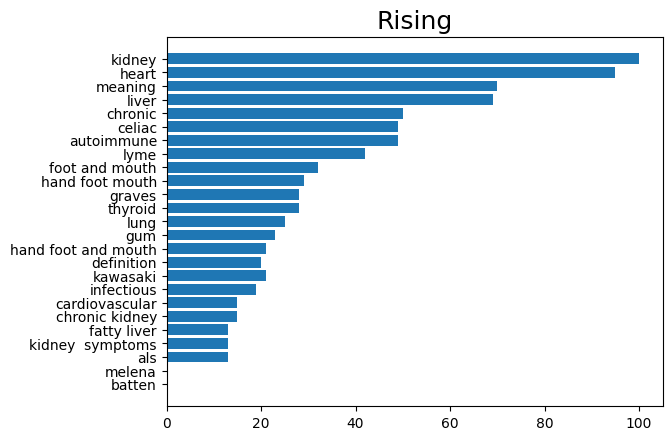 Rising
kidney
heart
meaning
liver
chronic
celiac
autoimmune
lyme
foot and mouth
hand foot mouth
graves
thyroid
lung
gum
hand foot and mouth
definition
kawasaki
infectious
cardiovascular
chronic kidney
fatty liver
kidney  symptoms
als
melena
batten
0 20 40 60 80 100